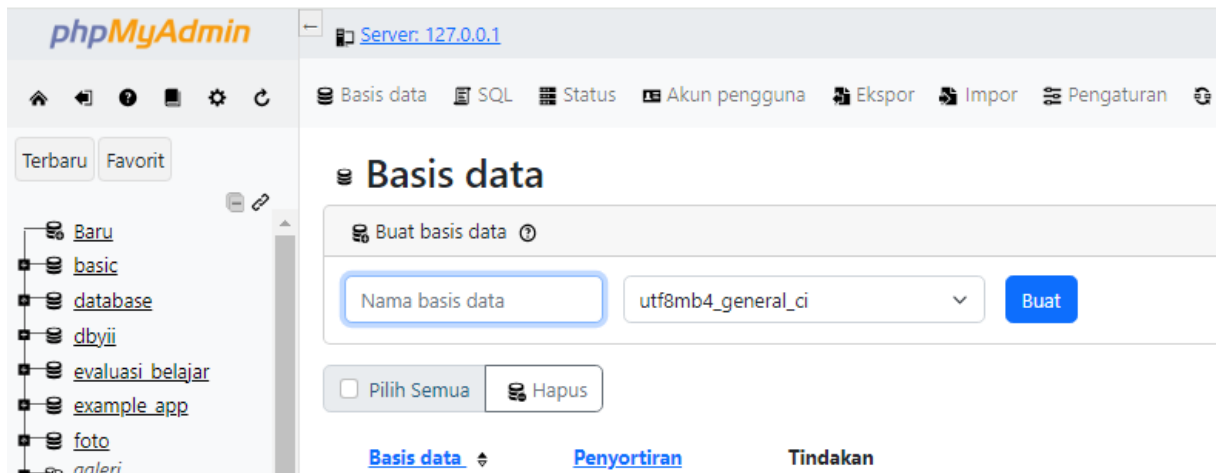 phpMyAdmin
Terbaru Favorit
Baru
basic
database
dbyii
evaluasi_belajar
example_app
foto
galeri
Server: 127.0.0.1
Basis data SQL Status Akun pengguna Ekspor Impor Pengaturan
Basis data
Buat basis data
Nama basis data utf8mb4_general_ci Buat
Pilih Semua Hapus
Basis data Penyortiran Tindakan